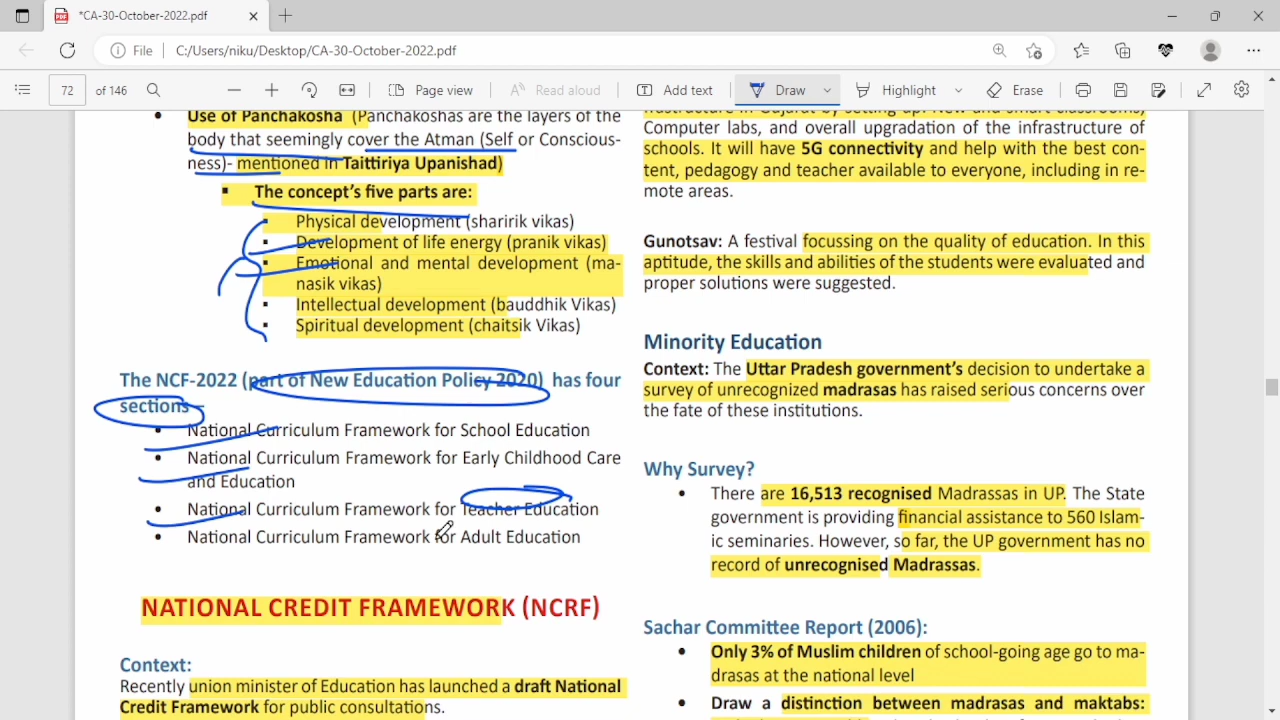 *CA-30-October-2022.pdf
File
C:/Users/niku/Desktop/CA-30-October-2022.pdf
72 of 146
Page view
Read aloud
Add text
Draw
Highlight
Erase
• Use of Panchakosha (Panchakoshas are the layers of the
body that seemingly cover the Atman (Self or Conscious-
ness)- mentioned in Taittiriya Upanishad)
▪ The concept's five parts are:
▪ Physical development (sharirik vikas)
▪ Development of life energy (pranik vikas)
▪ Emotional and mental development (ma-
nasik vikas)
▪ Intellectual development (bauddhik Vikas)
▪ Spiritual development (chaitsik Vikas)
The NCF-2022 (part of New Education Policy 2020) has four
sections –
• National Curriculum Framework for School Education
• National Curriculum Framework for Early Childhood Care
and Education
• National Curriculum Framework for Teacher Education
• National Curriculum Framework for Adult Education
NATIONAL CREDIT FRAMEWORK (NCRF)
Context:
Recently union minister of Education has launched a draft National
Credit Framework for public consultations.
frastructure in Gujarat by setting up. New and smart classrooms,
Computer labs, and overall upgradation of the infrastructure of
schools. It will have 5G connectivity and help with the best con-
tent, pedagogy and teacher available to everyone, including in re-
mote areas.
Gunotsav: A festival focussing on the quality of education. In this
aptitude, the skills and abilities of the students were evaluated and
proper solutions were suggested.
Minority Education
Context: The Uttar Pradesh government's decision to undertake a
survey of unrecognized madrasas has raised serious concerns over
the fate of these institutions.
Why Survey?
• There are 16,513 recognised Madrassas in UP. The State
government is providing financial assistance to 560 Islam-
ic seminaries. However, so far, the UP government has no
record of unrecognised Madrassas.
Sachar Committee Report (2006):
• Only 3% of Muslim children of school-going age go to ma-
drasas at the national level
• Draw a distinction between madrasas and maktabs: